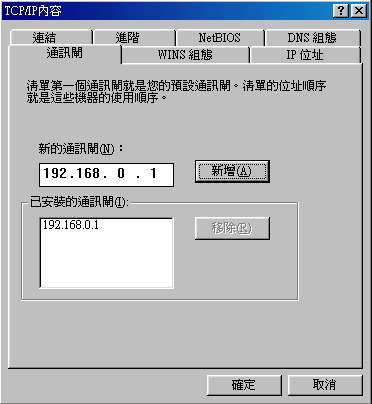 TCP/IP內容
連結 進階 NetBIOS DNS 組態
通訊閘 WINS 組態 IP 位址
清單第一個通訊閘就是您的預設通訊閘。清單的位址順序
就是這些機器的使用順序。
新的通訊閘(N)：
192.168. 0 . 1 新增(A)
已安裝的通訊閘(I):
192.168.0.1 移除(R)
確定 取消